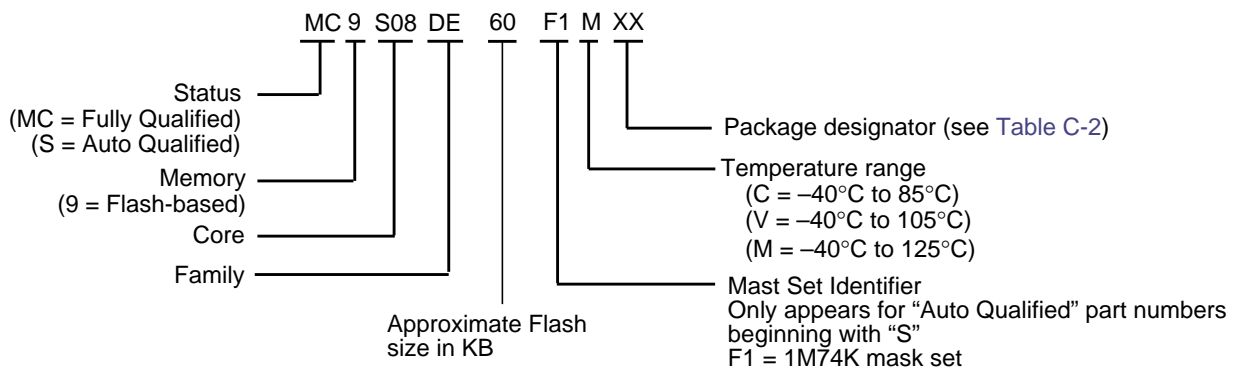 MC 9 S08 DE 60 F1 M XX
Status
(MC = Fully Qualified)
(S = Auto Qualified)
Memory
(9 = Flash-based)
Core
Family
Approximate Flash
size in KB
Package designator (see Table C-2)
Temperature range
(C = –40°C to 85°C)
(V = –40°C to 105°C)
(M = –40°C to 125°C)
Mast Set Identifier
Only appears for “Auto Qualified” part numbers
beginning with “S”
F1 = 1M74K mask set